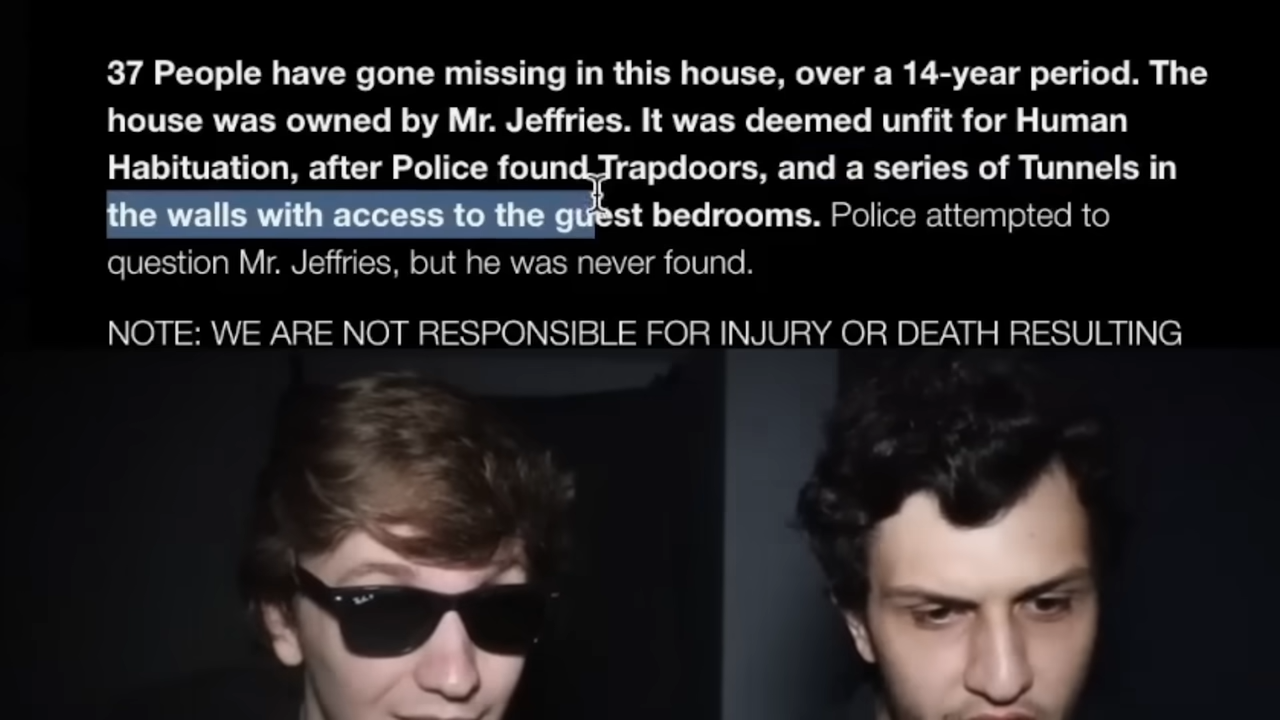 37 People have gone missing in this house, over a 14-year period. The
house was owned by Mr. Jeffries. It was deemed unfit for Human
Habituation, after Police found Trapdoors, and a series of Tunnels in
the walls with access to the guest bedrooms. Police attempted to
question Mr. Jeffries, but he was never found.
NOTE: WE ARE NOT RESPONSIBLE FOR INJURY OR DEATH RESULTING
Ray-Ban